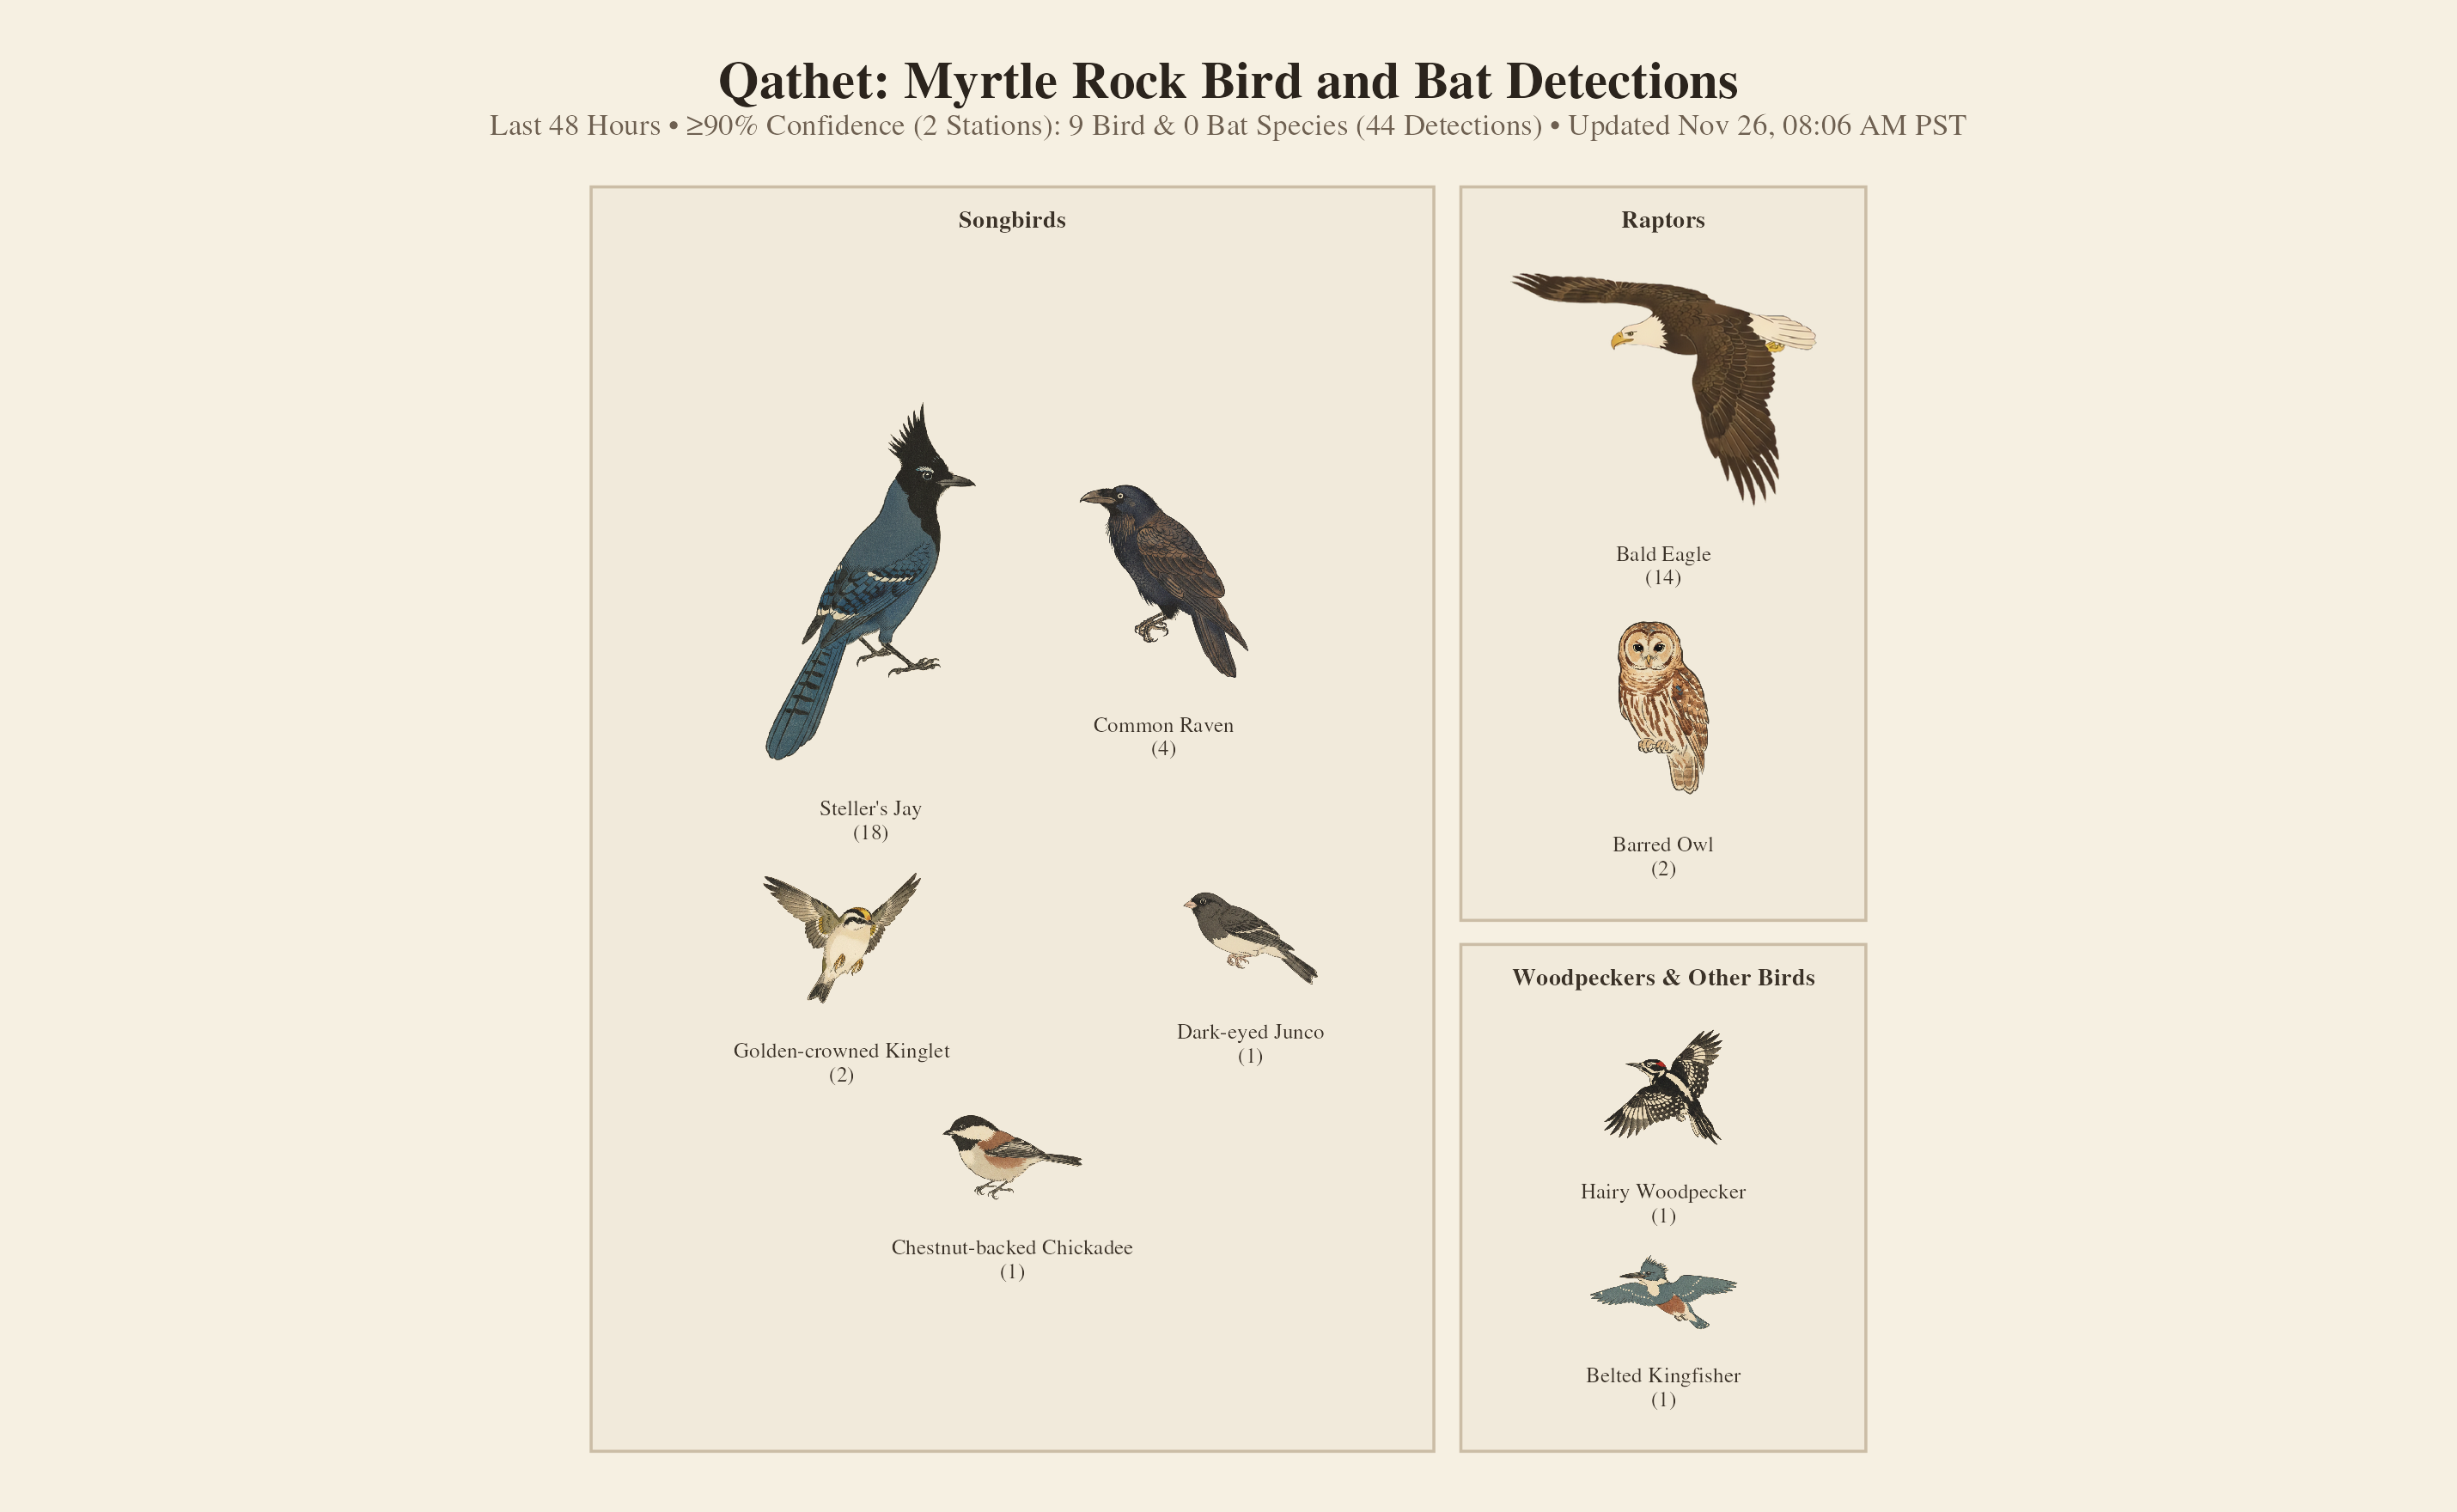 Qathet: Myrtle Rock Bird and Bat Detections
Last 48 Hours • ≥90% Confidence (2 Stations): 9 Bird & 0 Bat Species (44 Detections) • Updated Nov 26, 08:06 AM PST
Songbirds
Steller's Jay
(18)
Common Raven
(4)
Golden-crowned Kinglet
(2)
Dark-eyed Junco
(1)
Chestnut-backed Chickadee
(1)
Raptors
Bald Eagle
(14)
Barred Owl
(2)
Woodpeckers & Other Birds
Hairy Woodpecker
(1)
Belted Kingfisher
(1)